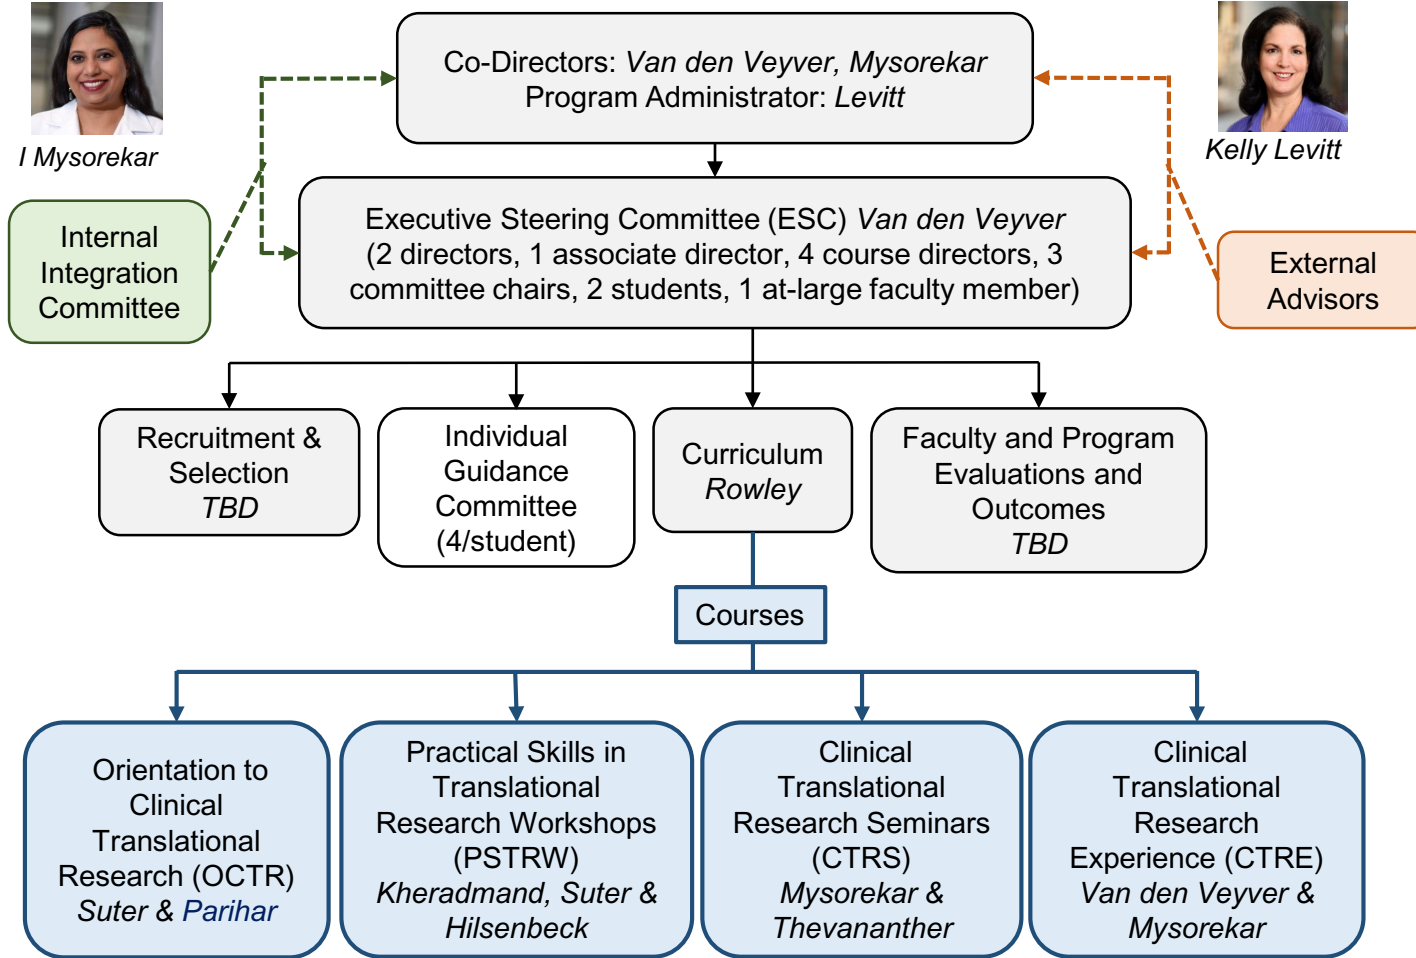 Co-Directors: Van den Veyver, Mysorekar
Program Administrator: Levitt
I Mysorekar
Kelly Levitt
Executive Steering Committee (ESC) Van den Veyver
(2 directors, 1 associate director, 4 course directors, 3
committee chairs, 2 students, 1 at-large faculty member)
Internal
Integration
Committee
External
Advisors
Recruitment &
Selection
TBD
Individual
Guidance
Committee
(4/student)
Curriculum
Rowley
Faculty and Program
Evaluations and
Outcomes
TBD
Courses
Orientation to
Clinical
Translational
Research (OCTR)
Suter & Parihar
Practical Skills in
Translational
Research Workshops
(PSTRW)
Kheradmand, Suter &
Hilsenbeck
Clinical
Translational
Research Seminars
(CTRS)
Mysorekar &
Thevananther
Clinical
Translational
Research
Experience (CTRE)
Van den Veyver &
Mysorekar